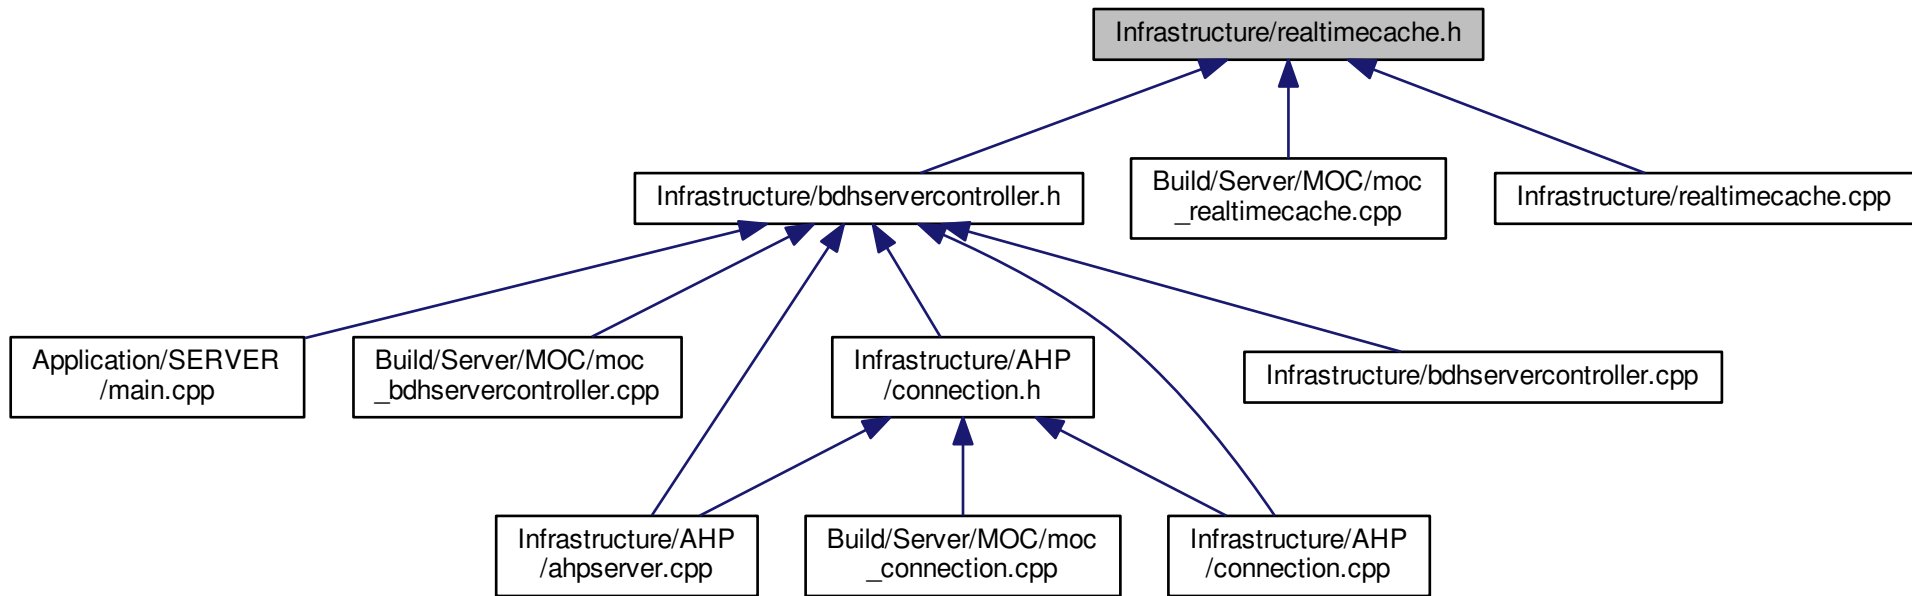 Infrastructure/realtimecache.h
Infrastructure/bdhservercontroller.h
Build/Server/MOC/moc
_realtimecache.cpp
Infrastructure/realtimecache.cpp
Application/SERVER
/main.cpp
Build/Server/MOC/moc
_bdhservercontroller.cpp
Infrastructure/AHP
/connection.h
Infrastructure/bdhservercontroller.cpp
Infrastructure/AHP
/ahpserver.cpp
Build/Server/MOC/moc
_connection.cpp
Infrastructure/AHP
/connection.cpp